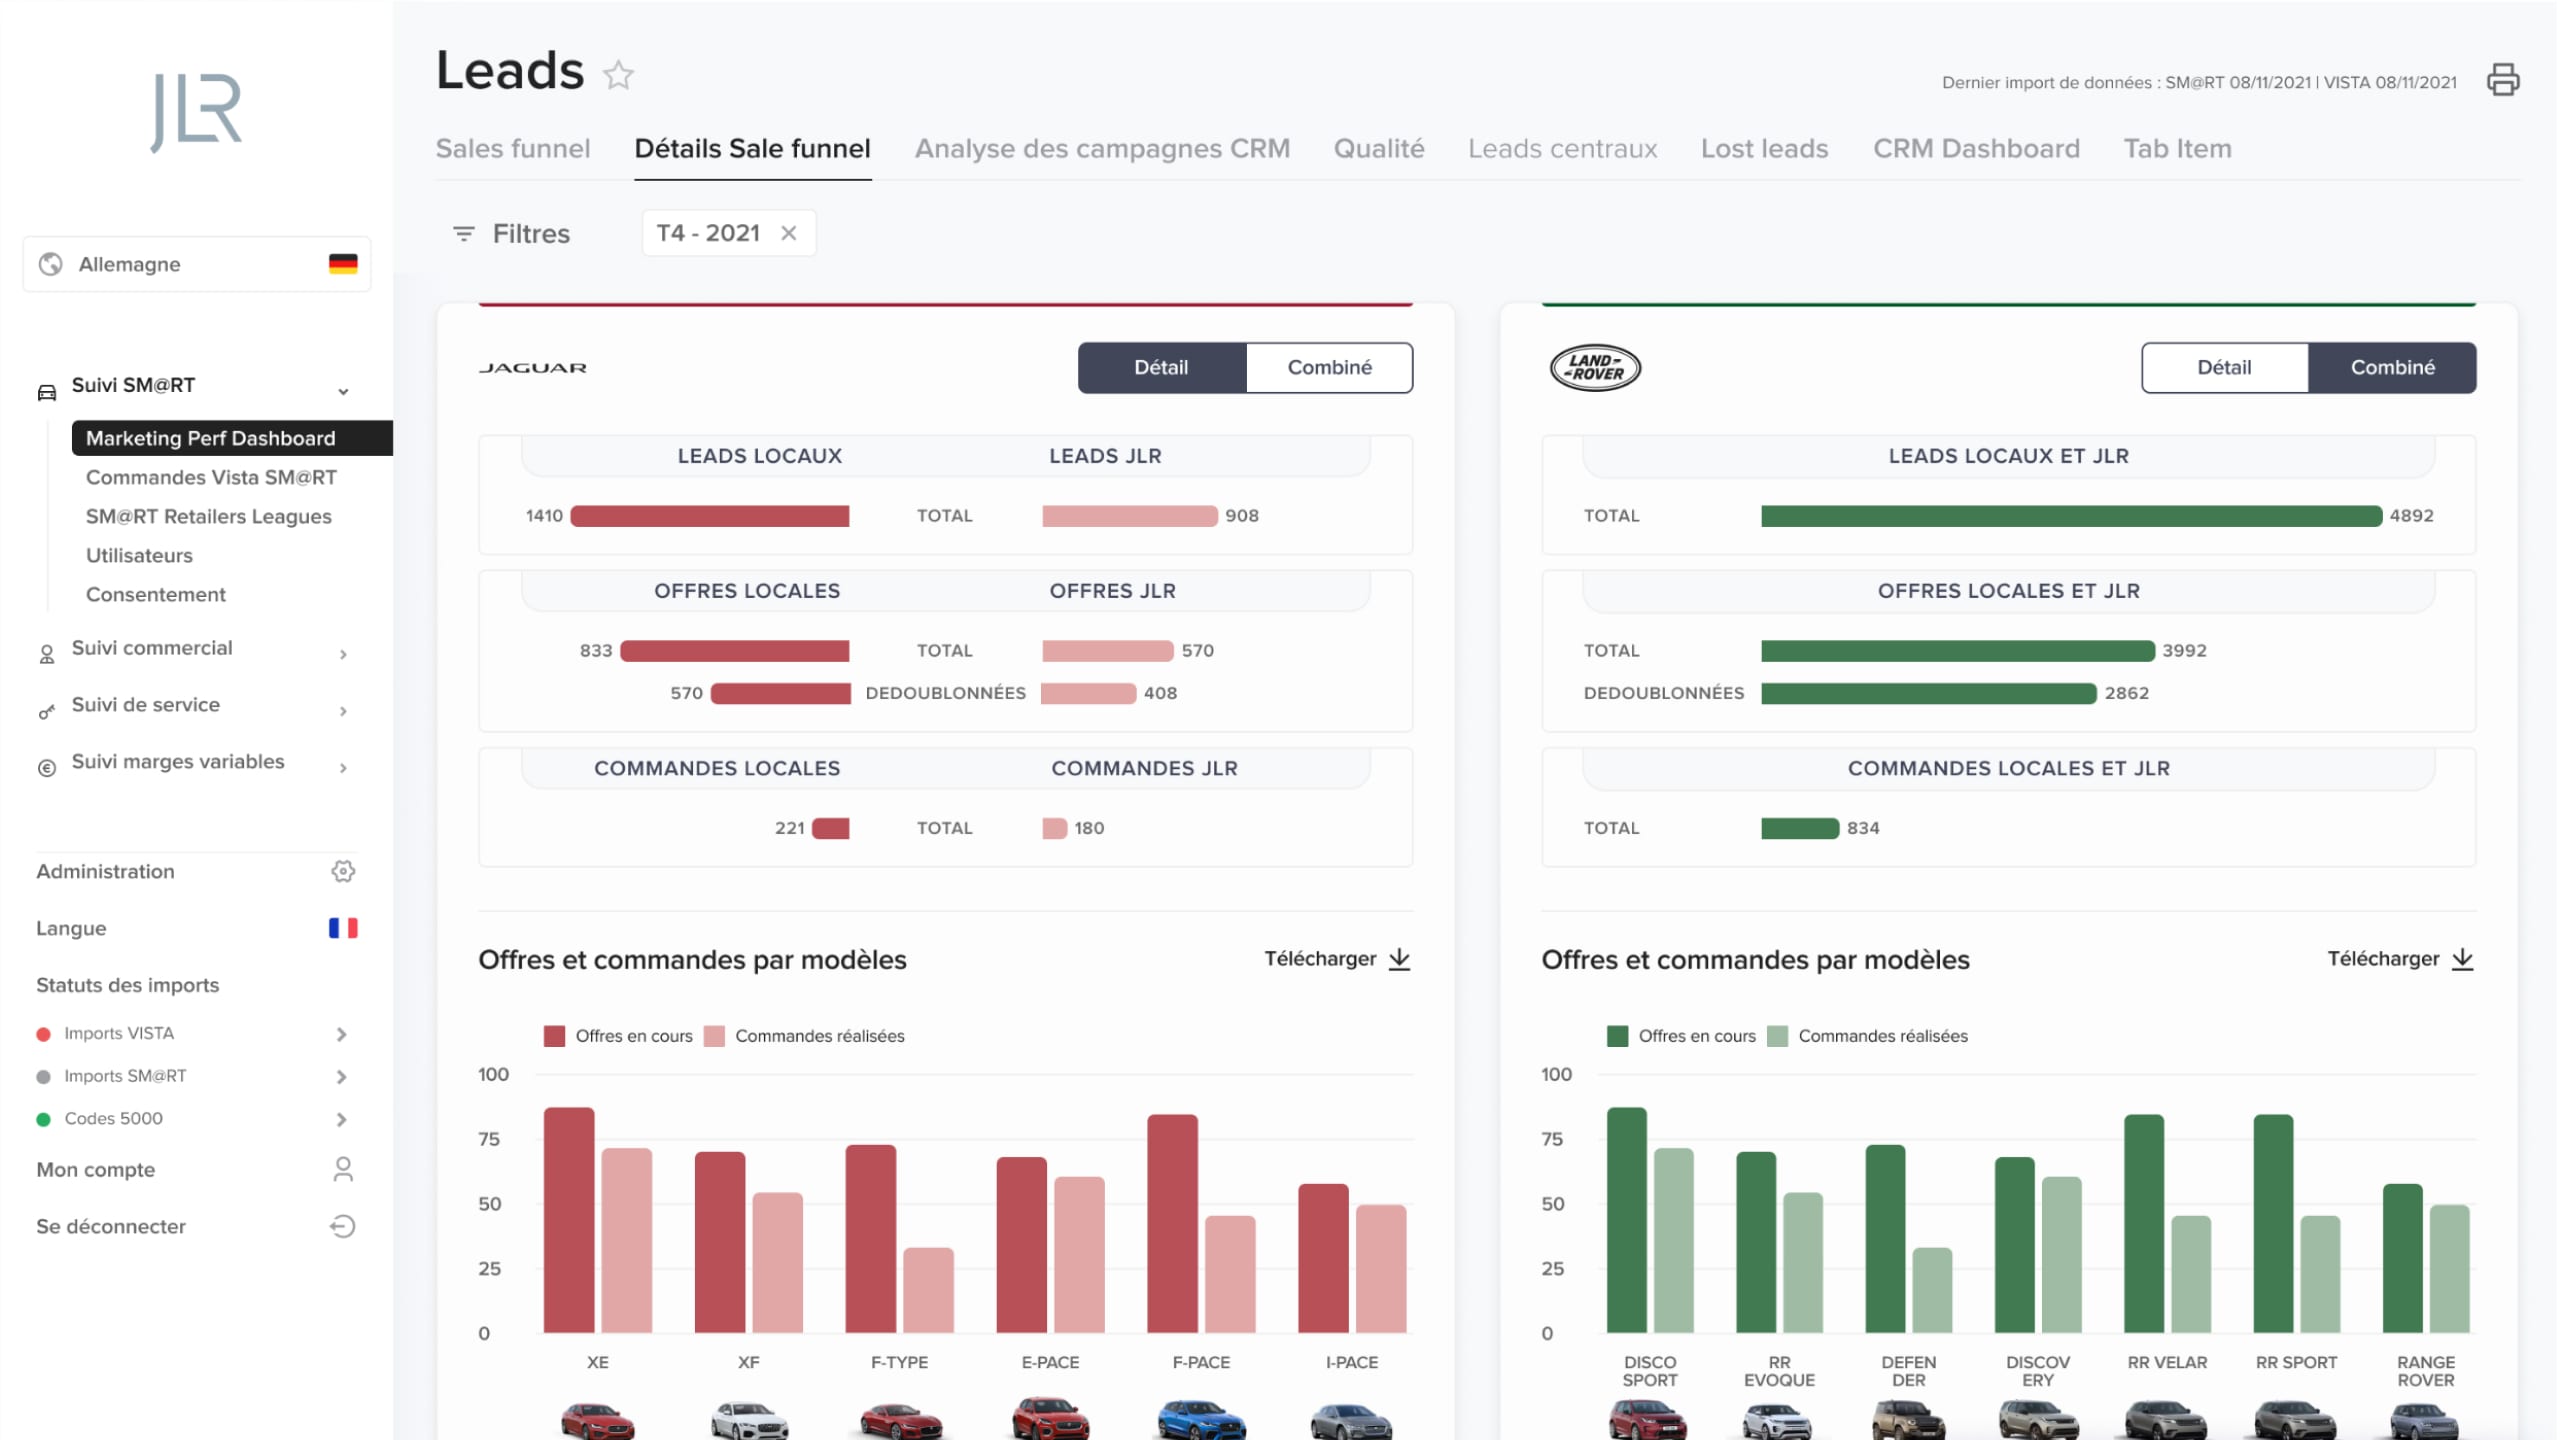 JLR
Allemagne
Suivi SM@RT
Marketing Perf Dashboard
Commandes Vista SM@RT
SM@RT Retailers Leagues
Utilisateurs
Consentement
Suivi commercial
Suivi de service
Suivi marges variables
Administration
Langue
Statuts des imports
Imports VISTA
Imports SM@RT
Codes 5000
Mon compte
Se déconnecter
Leads
Dernier import de données : SM@RT 08/11/2021 | VISTA 08/11/2021
Sales funnel Détails Sale funnel Analyse des campagnes CRM Qualité Leads centraux Lost leads CRM Dashboard Tab Item
Filtres T4 - 2021
JAGUAR Détail Combiné
LEADS LOCAUX LEADS JLR
1410 TOTAL 908
OFFRES LOCALES OFFRES JLR
833 TOTAL 570
570 DEDOUBLONNÉES 408
COMMANDES LOCALES COMMANDES JLR
221 TOTAL 180
Offres et commandes par modèles Télécharger
Offres en cours Commandes réalisées
100
75
50
25
0
XE XF F-TYPE E-PACE F-PACE I-PACE
LAND-
-ROVER
Détail Combiné
LEADS LOCAUX ET JLR
TOTAL 4892
OFFRES LOCALES ET JLR
TOTAL 3992
DEDOUBLONNÉES 2862
COMMANDES LOCALES ET JLR
TOTAL 834
Offres et commandes par modèles Télécharger
Offres en cours Commandes réalisées
100
75
50
25
0
DISCO RR DEFEN DISCOV RR VELAR RR SPORT RANGE
SPORT EVOQUE DER ERY ROVER